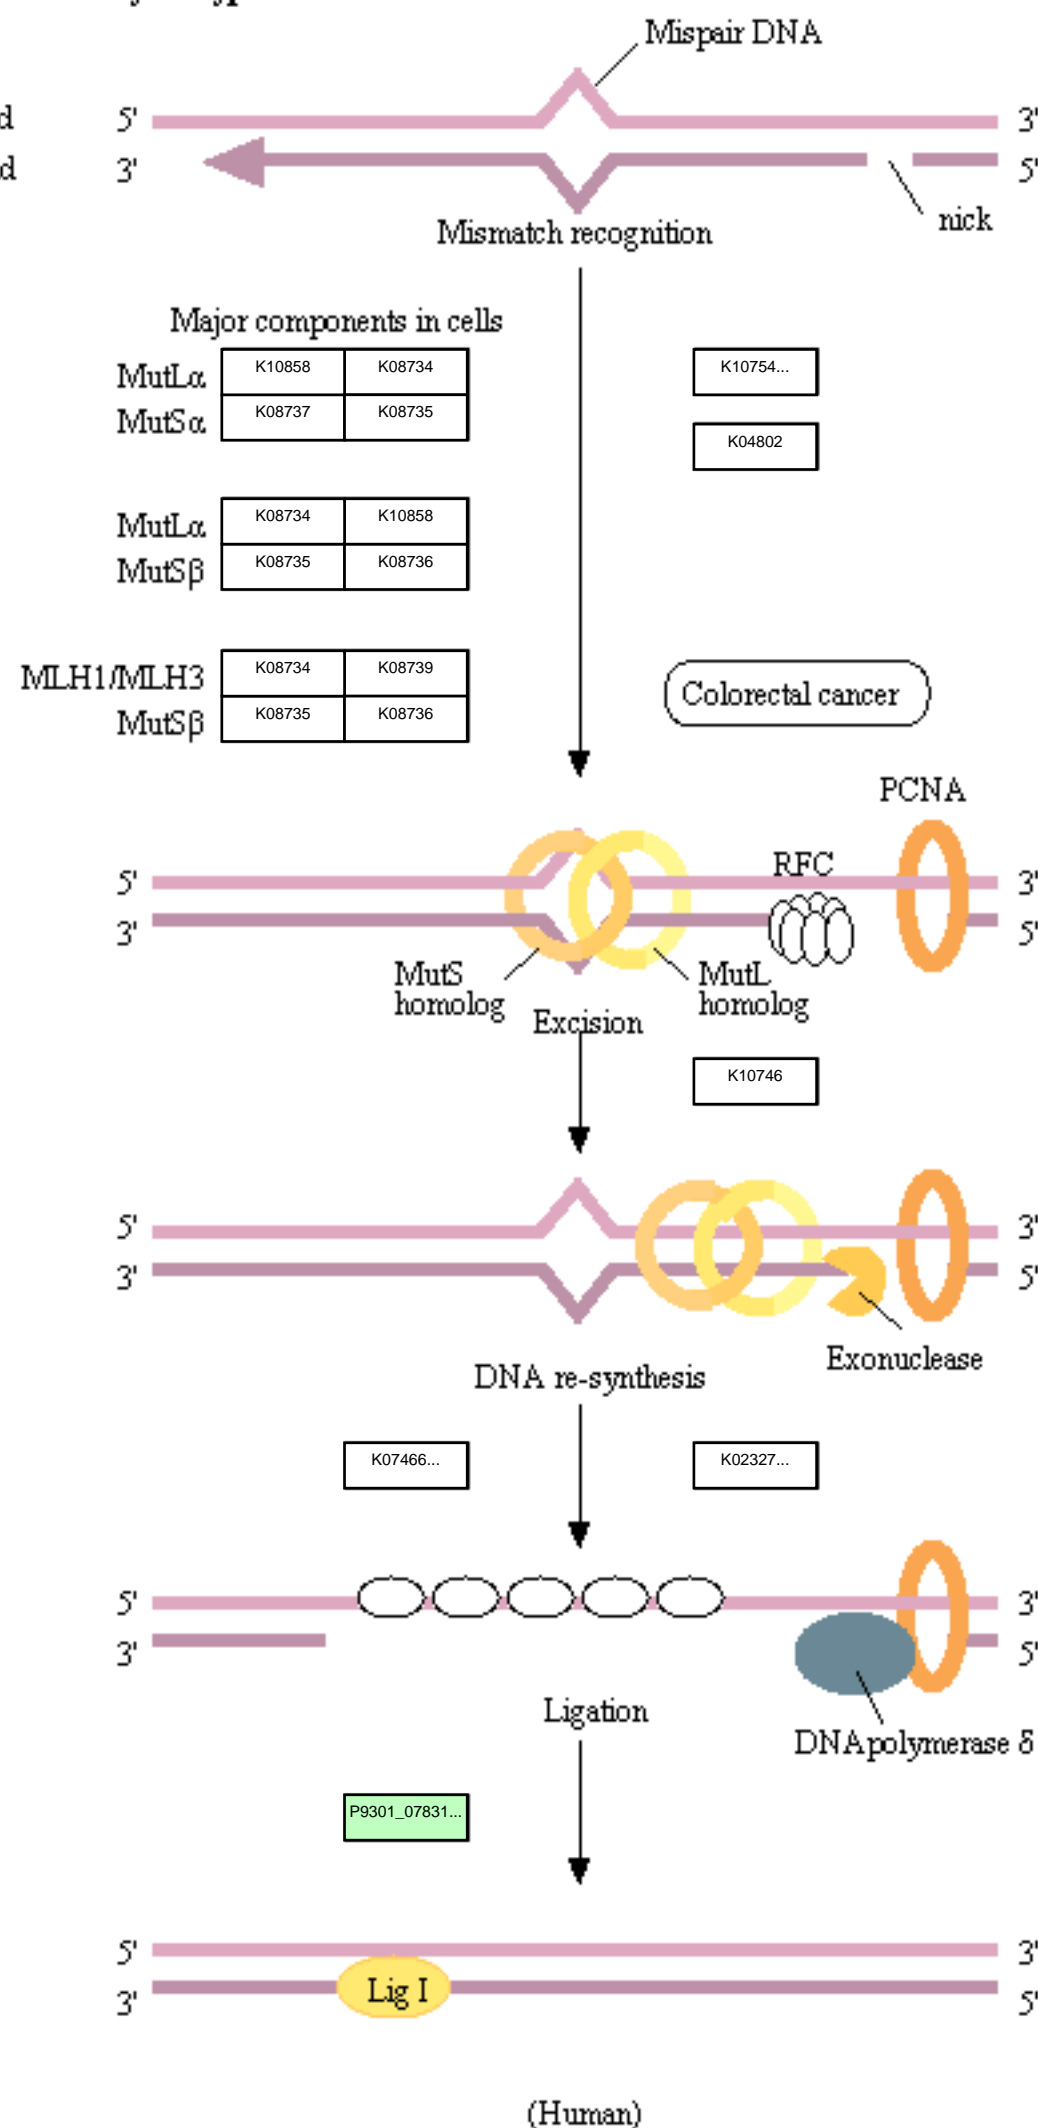 Mispair DNA
d 5' 3'
d 3' 5'
nick
Mismatch recognition
Major components in cells
MutLα K10858 K08734
K10754...
MutSα K08737 K08735
K04802
MutLα K08734 K10858
MutSβ K08735 K08736
MLH1/MLH3 K08734 K08739
Colorectal cancer
MutSβ K08735 K08736
PCNA
RFC
5' 3'
3' 5'
MutS
homolog
MutL
homolog
Excision
K10746
5' 3'
3' 5'
Exonuclease
DNA re-synthesis
K07466... K02327...
5' 3'
3' 5'
Ligation
DNA polymerase δ
P9301_07831...
5' 3'
Lig I
3' 5'
(Human)